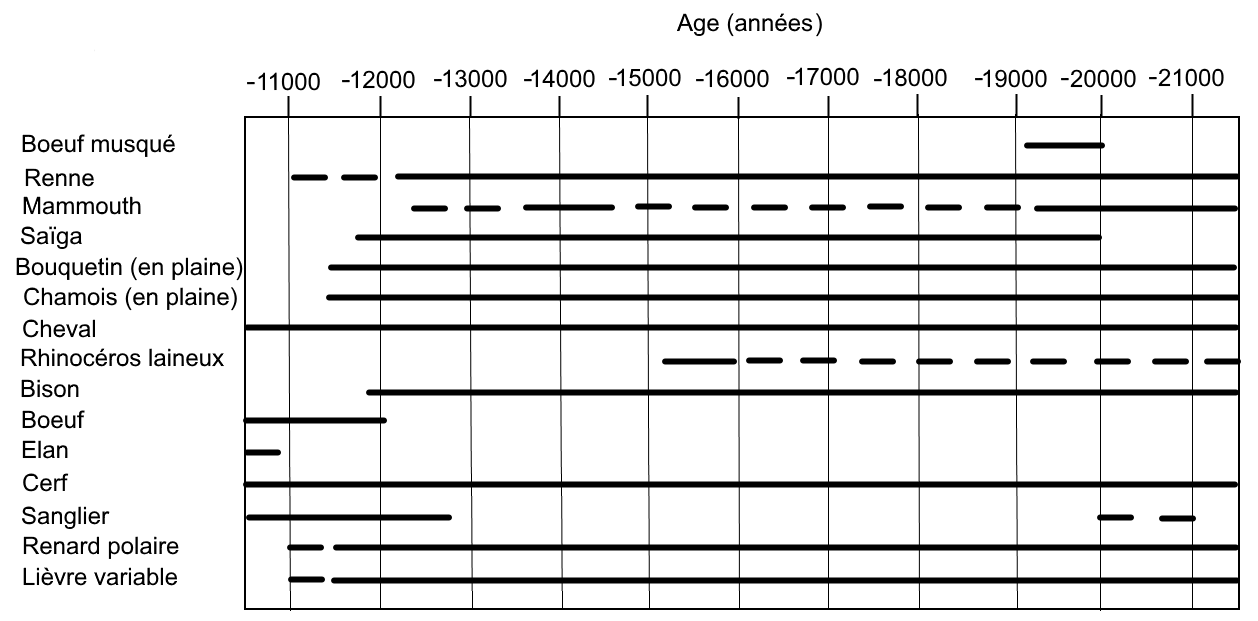 Age (années)
-11000 -12000 -13000 -14000 -15000 -16000 -17000 -18000 -19000 -20000 -21000
Boeuf musqué
Renne
Mammouth
Saïga
Bouquetin (en plaine)
Chamois (en plaine)
Cheval
Rhinocéros laineux
Bison
Boeuf
Elan
Cerf
Sanglier
Renard polaire
Lièvre variable